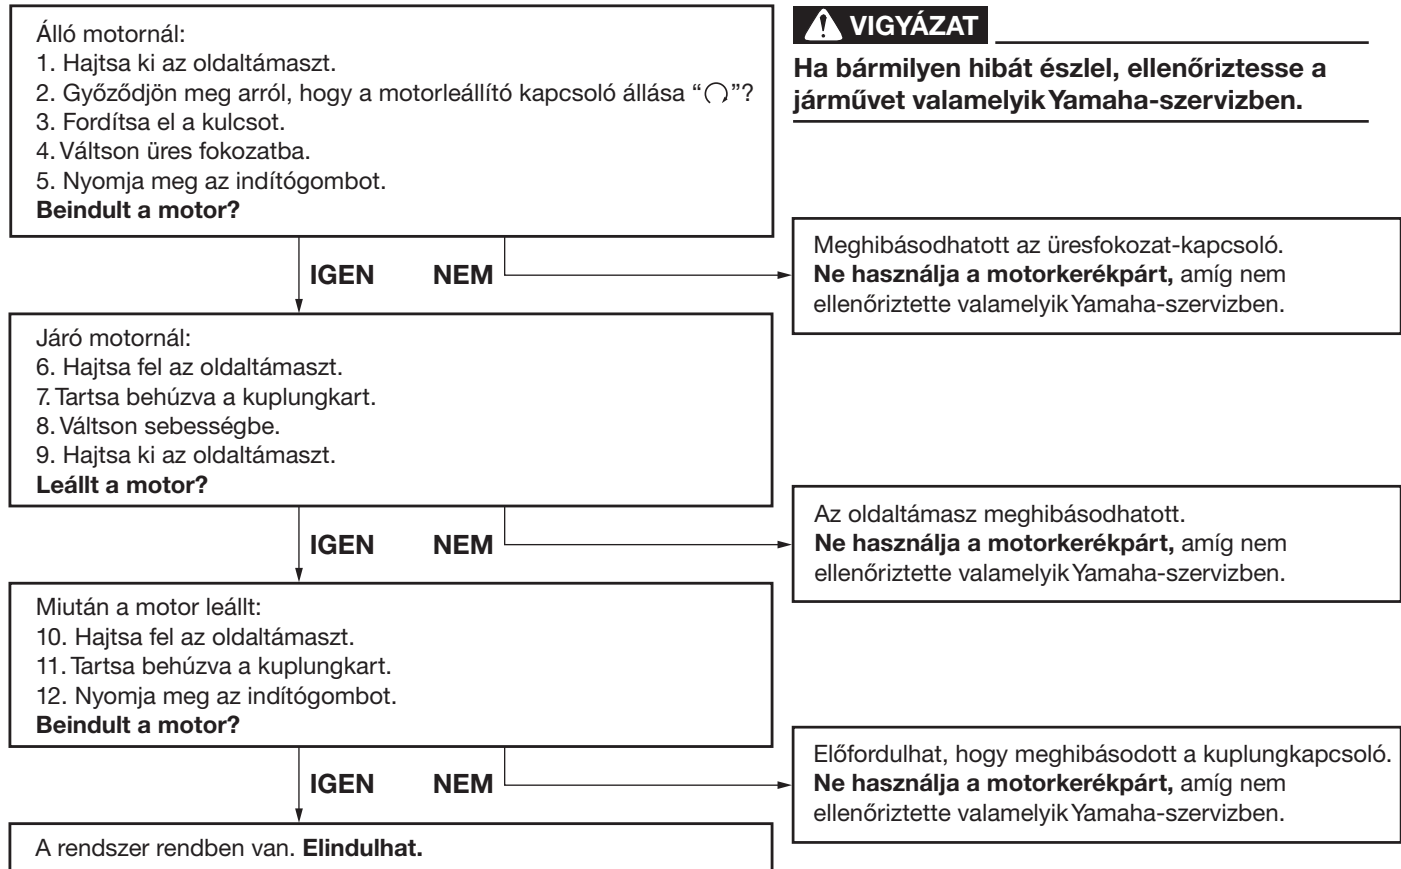 Álló motornál:
1. Hajtsa ki az oldaltámaszt.
2. Győződjön meg arról, hogy a motorleállító kapcsoló állása “◯”?
3. Fordítsa el a kulcsot.
4. Váltson üres fokozatba.
5. Nyomja meg az indítógombot.
Beindult a motor?
VIGYÁZAT
Ha bármilyen hibát észlel, ellenőriztesse a
járművet valamelyik Yamaha-szervizben.
IGEN NEM
Meghibásodhatott az üresfokozat-kapcsoló.
Ne használja a motorkerékpárt, amíg nem
ellenőriztette valamelyik Yamaha-szervizben.
Járó motornál:
6. Hajtsa fel az oldaltámaszt.
7. Tartsa behúzva a kuplungkart.
8. Váltson sebességbe.
9. Hajtsa ki az oldaltámaszt.
Leállt a motor?
IGEN NEM
Az oldaltámasz meghibásodhatott.
Ne használja a motorkerékpárt, amíg nem
ellenőriztette valamelyik Yamaha-szervizben.
Miután a motor leállt:
10. Hajtsa fel az oldaltámaszt.
11. Tartsa behúzva a kuplungkart.
12. Nyomja meg az indítógombot.
Beindult a motor?
IGEN NEM
Előfordulhat, hogy meghibásodott a kuplungkapcsoló.
Ne használja a motorkerékpárt, amíg nem
ellenőriztette valamelyik Yamaha-szervizben.
A rendszer rendben van. Elindulhat.